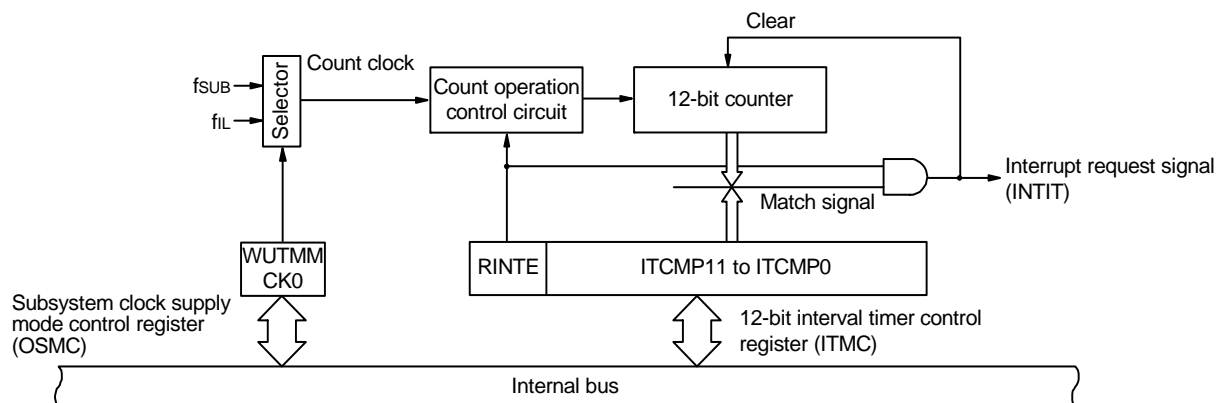 Clear
Count clock
fSUB
fIL
Selector
Count operation
control circuit
12-bit counter
Interrupt request signal
(INTIT)
Match signal
WUTMM
CK0
RINTE
ITCMP11 to ITCMP0
Subsystem clock supply
mode control register
(OSMC)
12-bit interval timer control
register (ITMC)
Internal bus